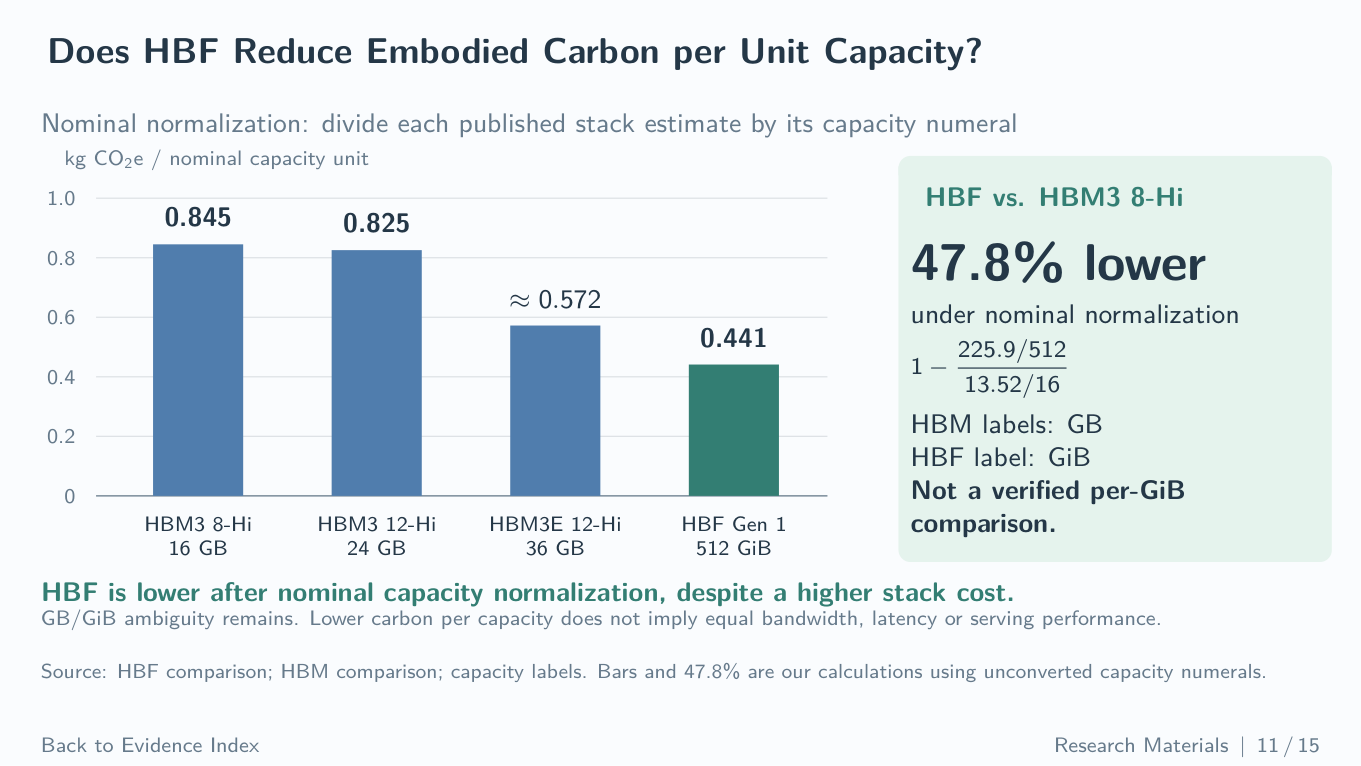 Does HBF Reduce Embodied Carbon per Unit Capacity?
Nominal normalization: divide each published stack estimate by its capacity numeral
kg CO₂e / nominal capacity unit
1.0
0.8
0.6
0.4
0.2
0
0.845
0.825
≈ 0.572
0.441
HBM3 8-Hi
16 GB
HBM3 12-Hi
24 GB
HBM3E 12-Hi
36 GB
HBF Gen 1
512 GiB
HBF vs. HBM3 8-Hi
47.8% lower
under nominal normalization
1 − (225.9/512)/(13.52/16)
HBM labels: GB
HBF label: GiB
Not a verified per-GiB
comparison.
HBF is lower after nominal capacity normalization, despite a higher stack cost.
GB/GiB ambiguity remains. Lower carbon per capacity does not imply equal bandwidth, latency or serving performance.
Source: HBF comparison; HBM comparison; capacity labels. Bars and 47.8% are our calculations using unconverted capacity numerals.
Back to Evidence Index
Research Materials | 11 / 15